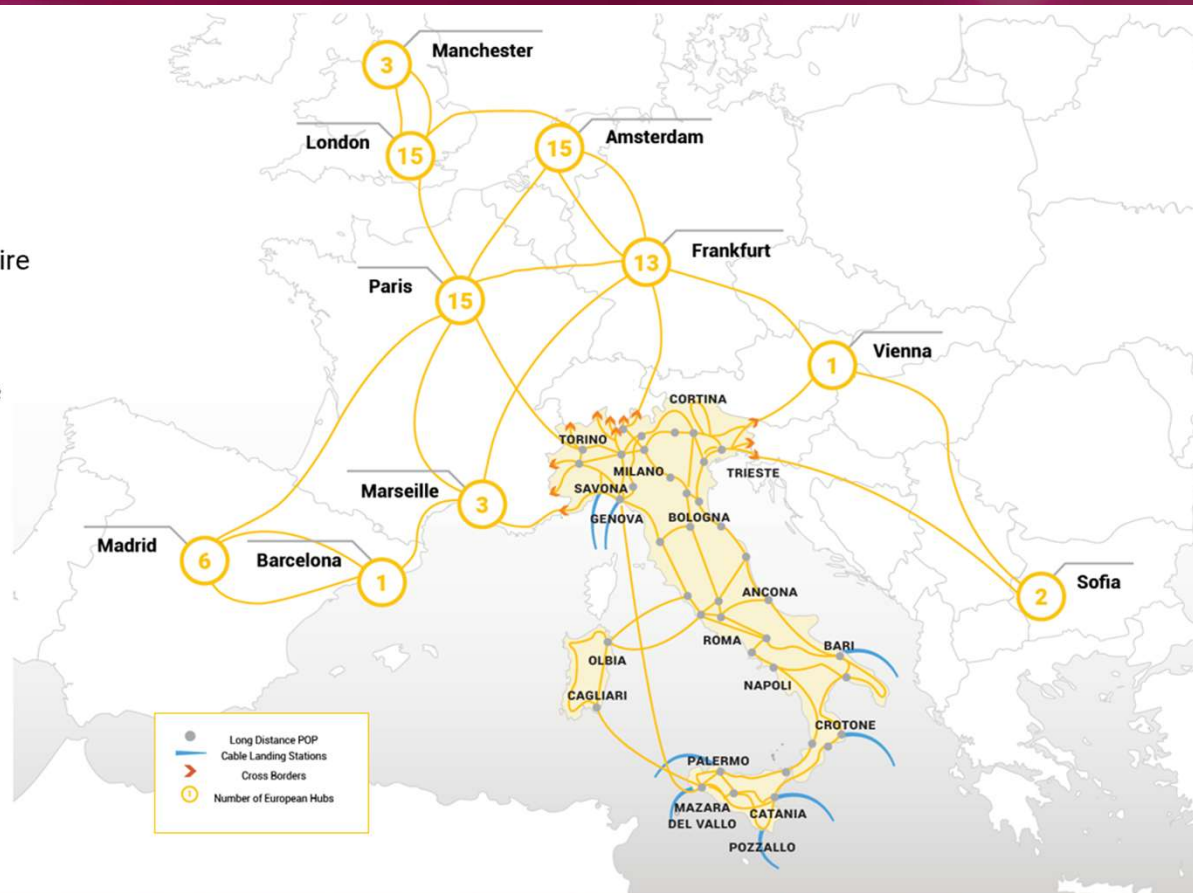 Manchester
3
London
15
15
Amsterdam
ire
Frankfurt
13
Paris
15
Vienna
1
CORTINA
TORINO
MILANO
TRIESTE
SAVONA
Marseille
3
GENOVA
BOLOGNA
Madrid
6
Barcelona
1
Sofia
2
ANCONA
ROMA
BARI
OLBIA
NAPOLI
CAGLIARI
CROTONE
PALERMO
MAZARA
DEL VALLO
CATANIA
POZZALLO
Long Distance POP
Cable Landing Stations
Cross Borders
1
Number of European Hubs